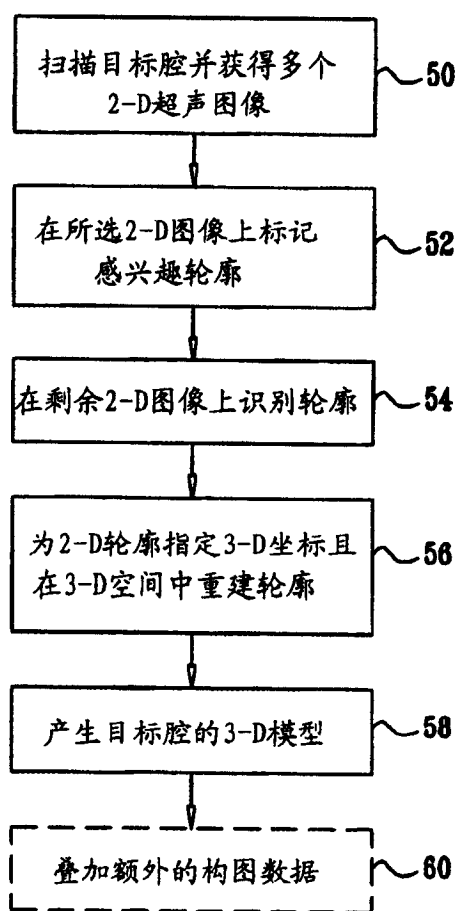 扫描目标腔并获得多个
2-D超声图像
50
在所选2-D图像上标记
感兴趣轮廓
52
在剩余2-D图像上识别轮廓
54
为2-D轮廓指定3-D坐标且
在3-D空间中重建轮廓
56
产生目标腔的3-D模型
58
叠加额外的构图数据
60